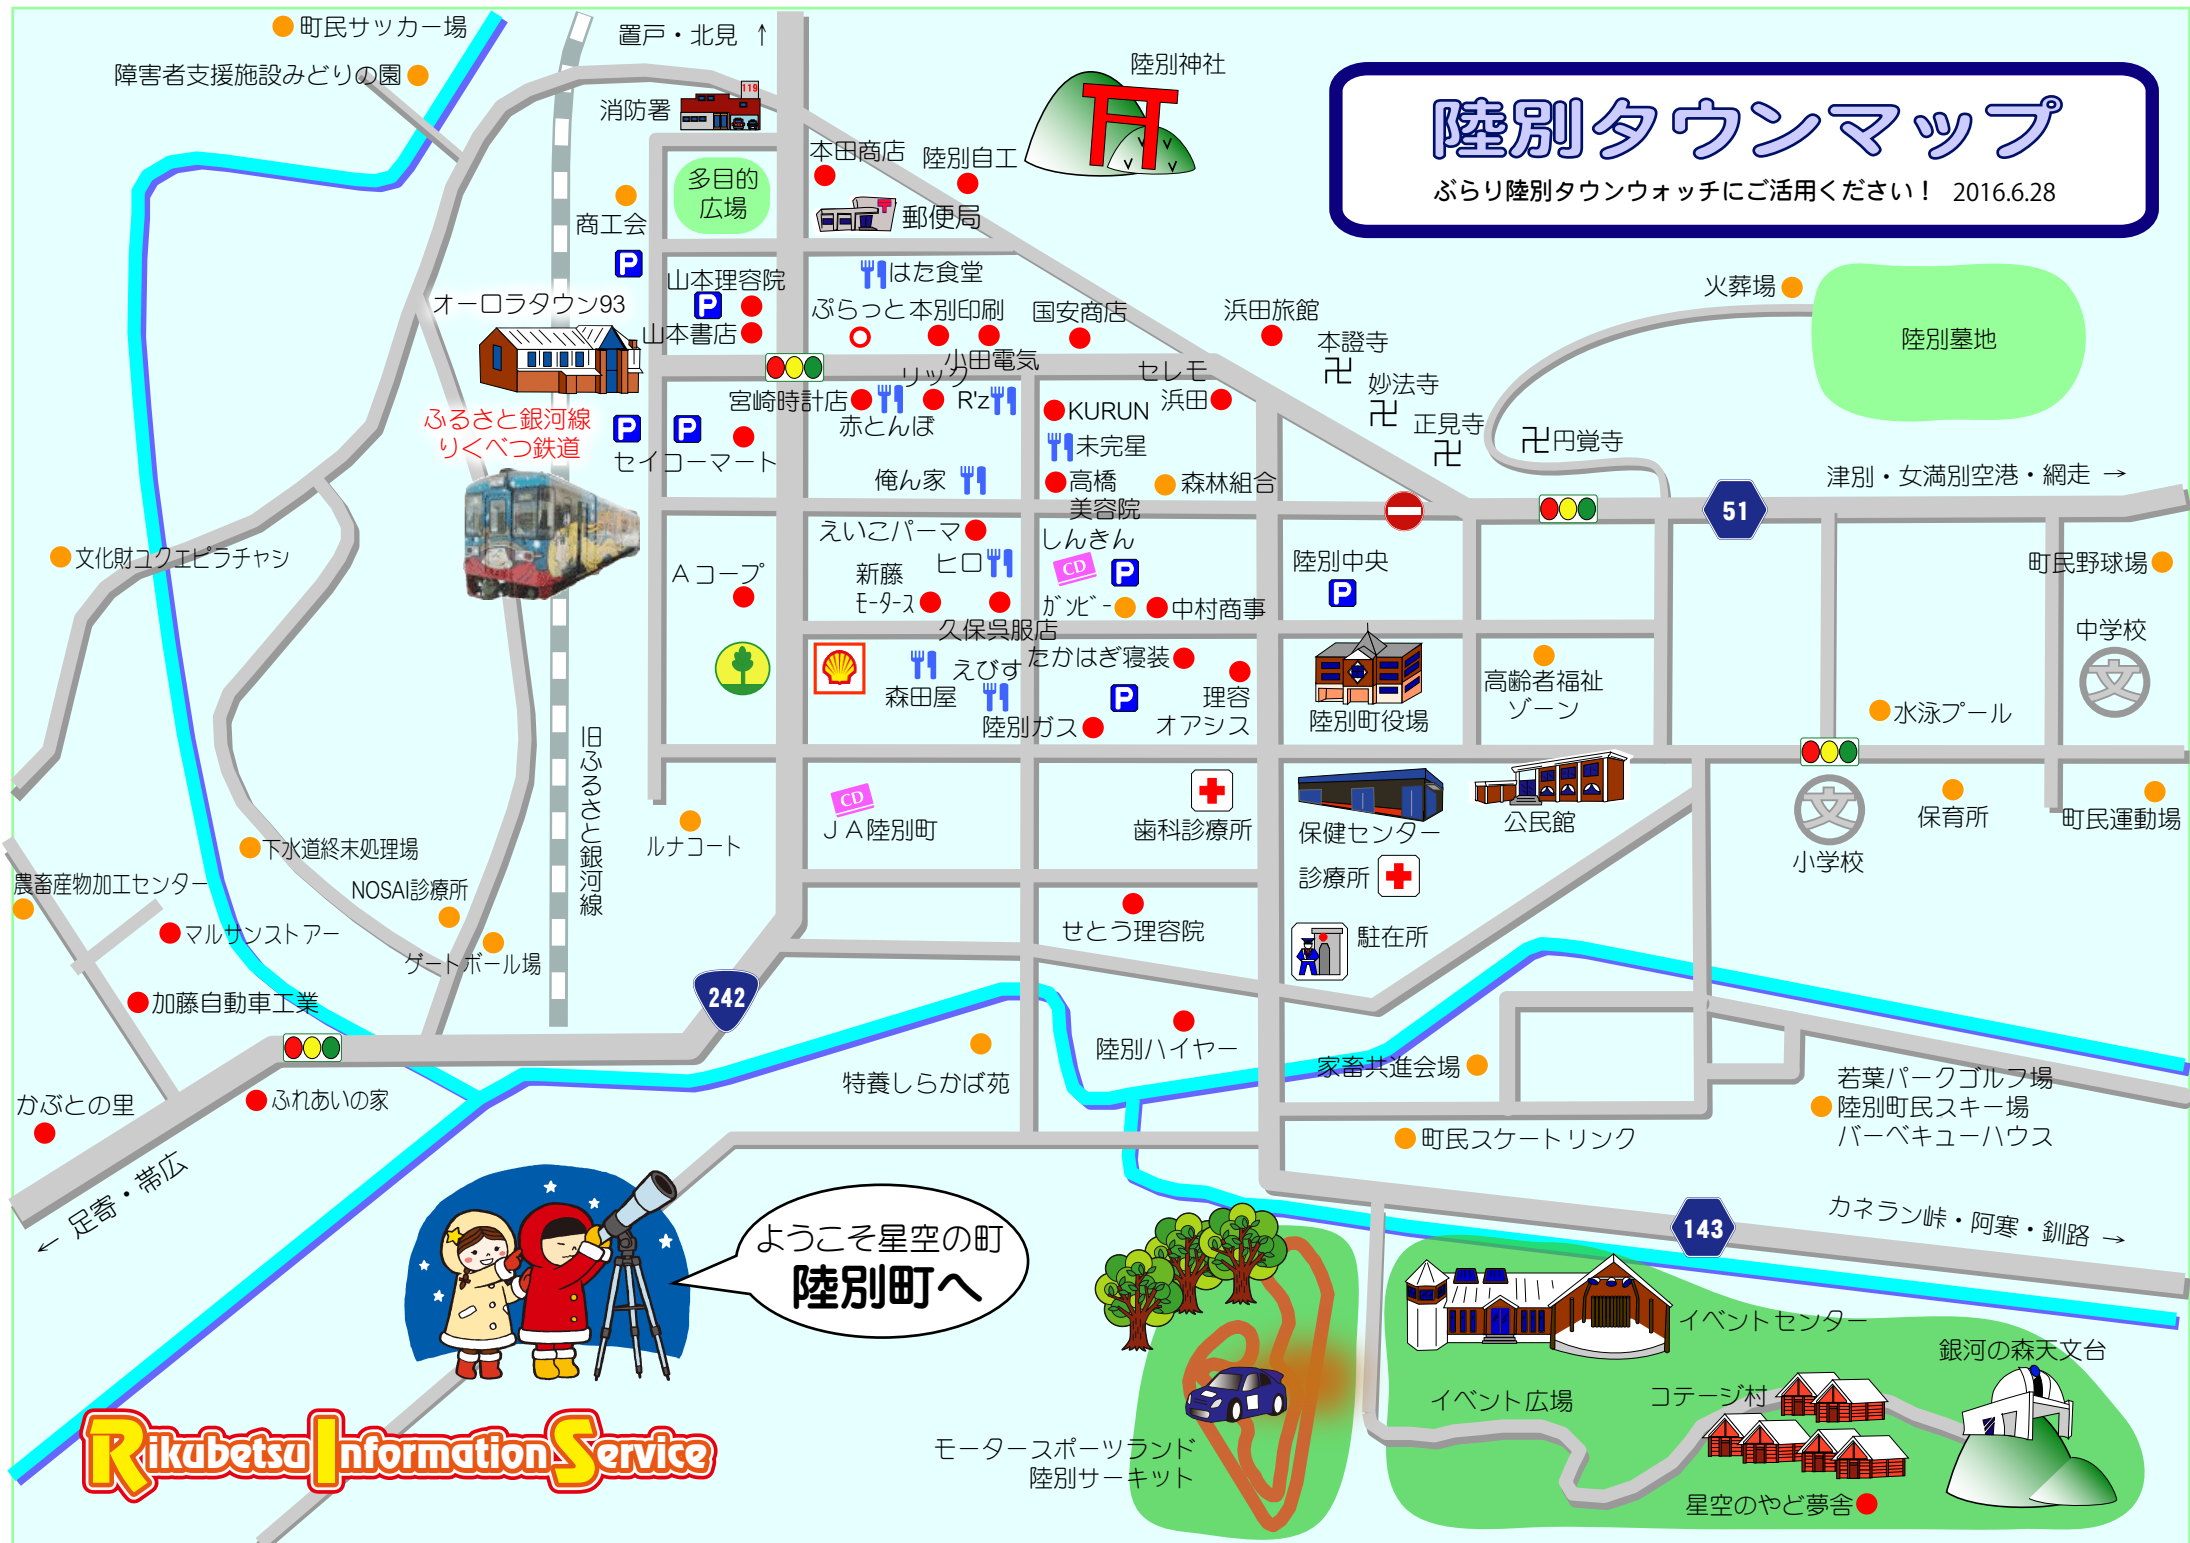 陸別タウンマップ
ぶらり陸別タウンウォッチにご活用ください！ 2016.6.28
町民サッカー場
障害者支援施設みどりの園
置戸・北見 ↑
消防署
119
陸別神社
本田商店
陸別自工
多目的
広場
商工会
郵便局
P
はた食堂
山本理容院
P
山本書店
オーロラタウン93
ぷらっと
本別印刷
小田電気
国安商店
浜田旅館
本證寺
卍
妙法寺
卍
正見寺
卍
卍円覚寺
火葬場
陸別墓地
ふるさと銀河線
りくべつ鉄道
P
P
セイコーマート
宮崎時計店
赤とんぼ
リック
R'z
KURUN
セレモ
浜田
未完星
俺ん家
高橋
美容院
森林組合
津別・女満別空港・網走 →
51
文化財ユクエピラチャシ
えいこパーマ
しんきん
CD
P
ヒロ
新藤
ﾓｰﾀｰｽ
久保呉服店
ｶﾞﾝﾋﾞｰ
中村商事
Aコープ
陸別中央
P
町民野球場
中学校
文
森田屋
えびす
たかはぎ寝装
陸別ガス
P
理容
オアシス
陸別町役場
高齢者福祉
ゾーン
水泳プール
旧ふるさと銀河線
ルナコート
CD
JA陸別町
歯科診療所
保健センター
公民館
文
小学校
保育所
町民運動場
診療所
駐在所
せとう理容院
下水道終末処理場
農畜産物加工センター
NOSAI診療所
マルサンストアー
ゲートボール場
加藤自動車工業
242
ふれあいの家
かぶとの里
← 足寄・帯広
特養しらかば苑
陸別ハイヤー
家畜共進会場
若葉パークゴルフ場
陸別町民スキー場
バーベキューハウス
町民スケートリンク
143
カネラン峠・阿寒・釧路 →
ようこそ星空の町
陸別町へ
イベントセンター
銀河の森天文台
イベント広場
コテージ村
星空のやど夢舎
モータースポーツランド
陸別サーキット
Rikubetsu Information Service